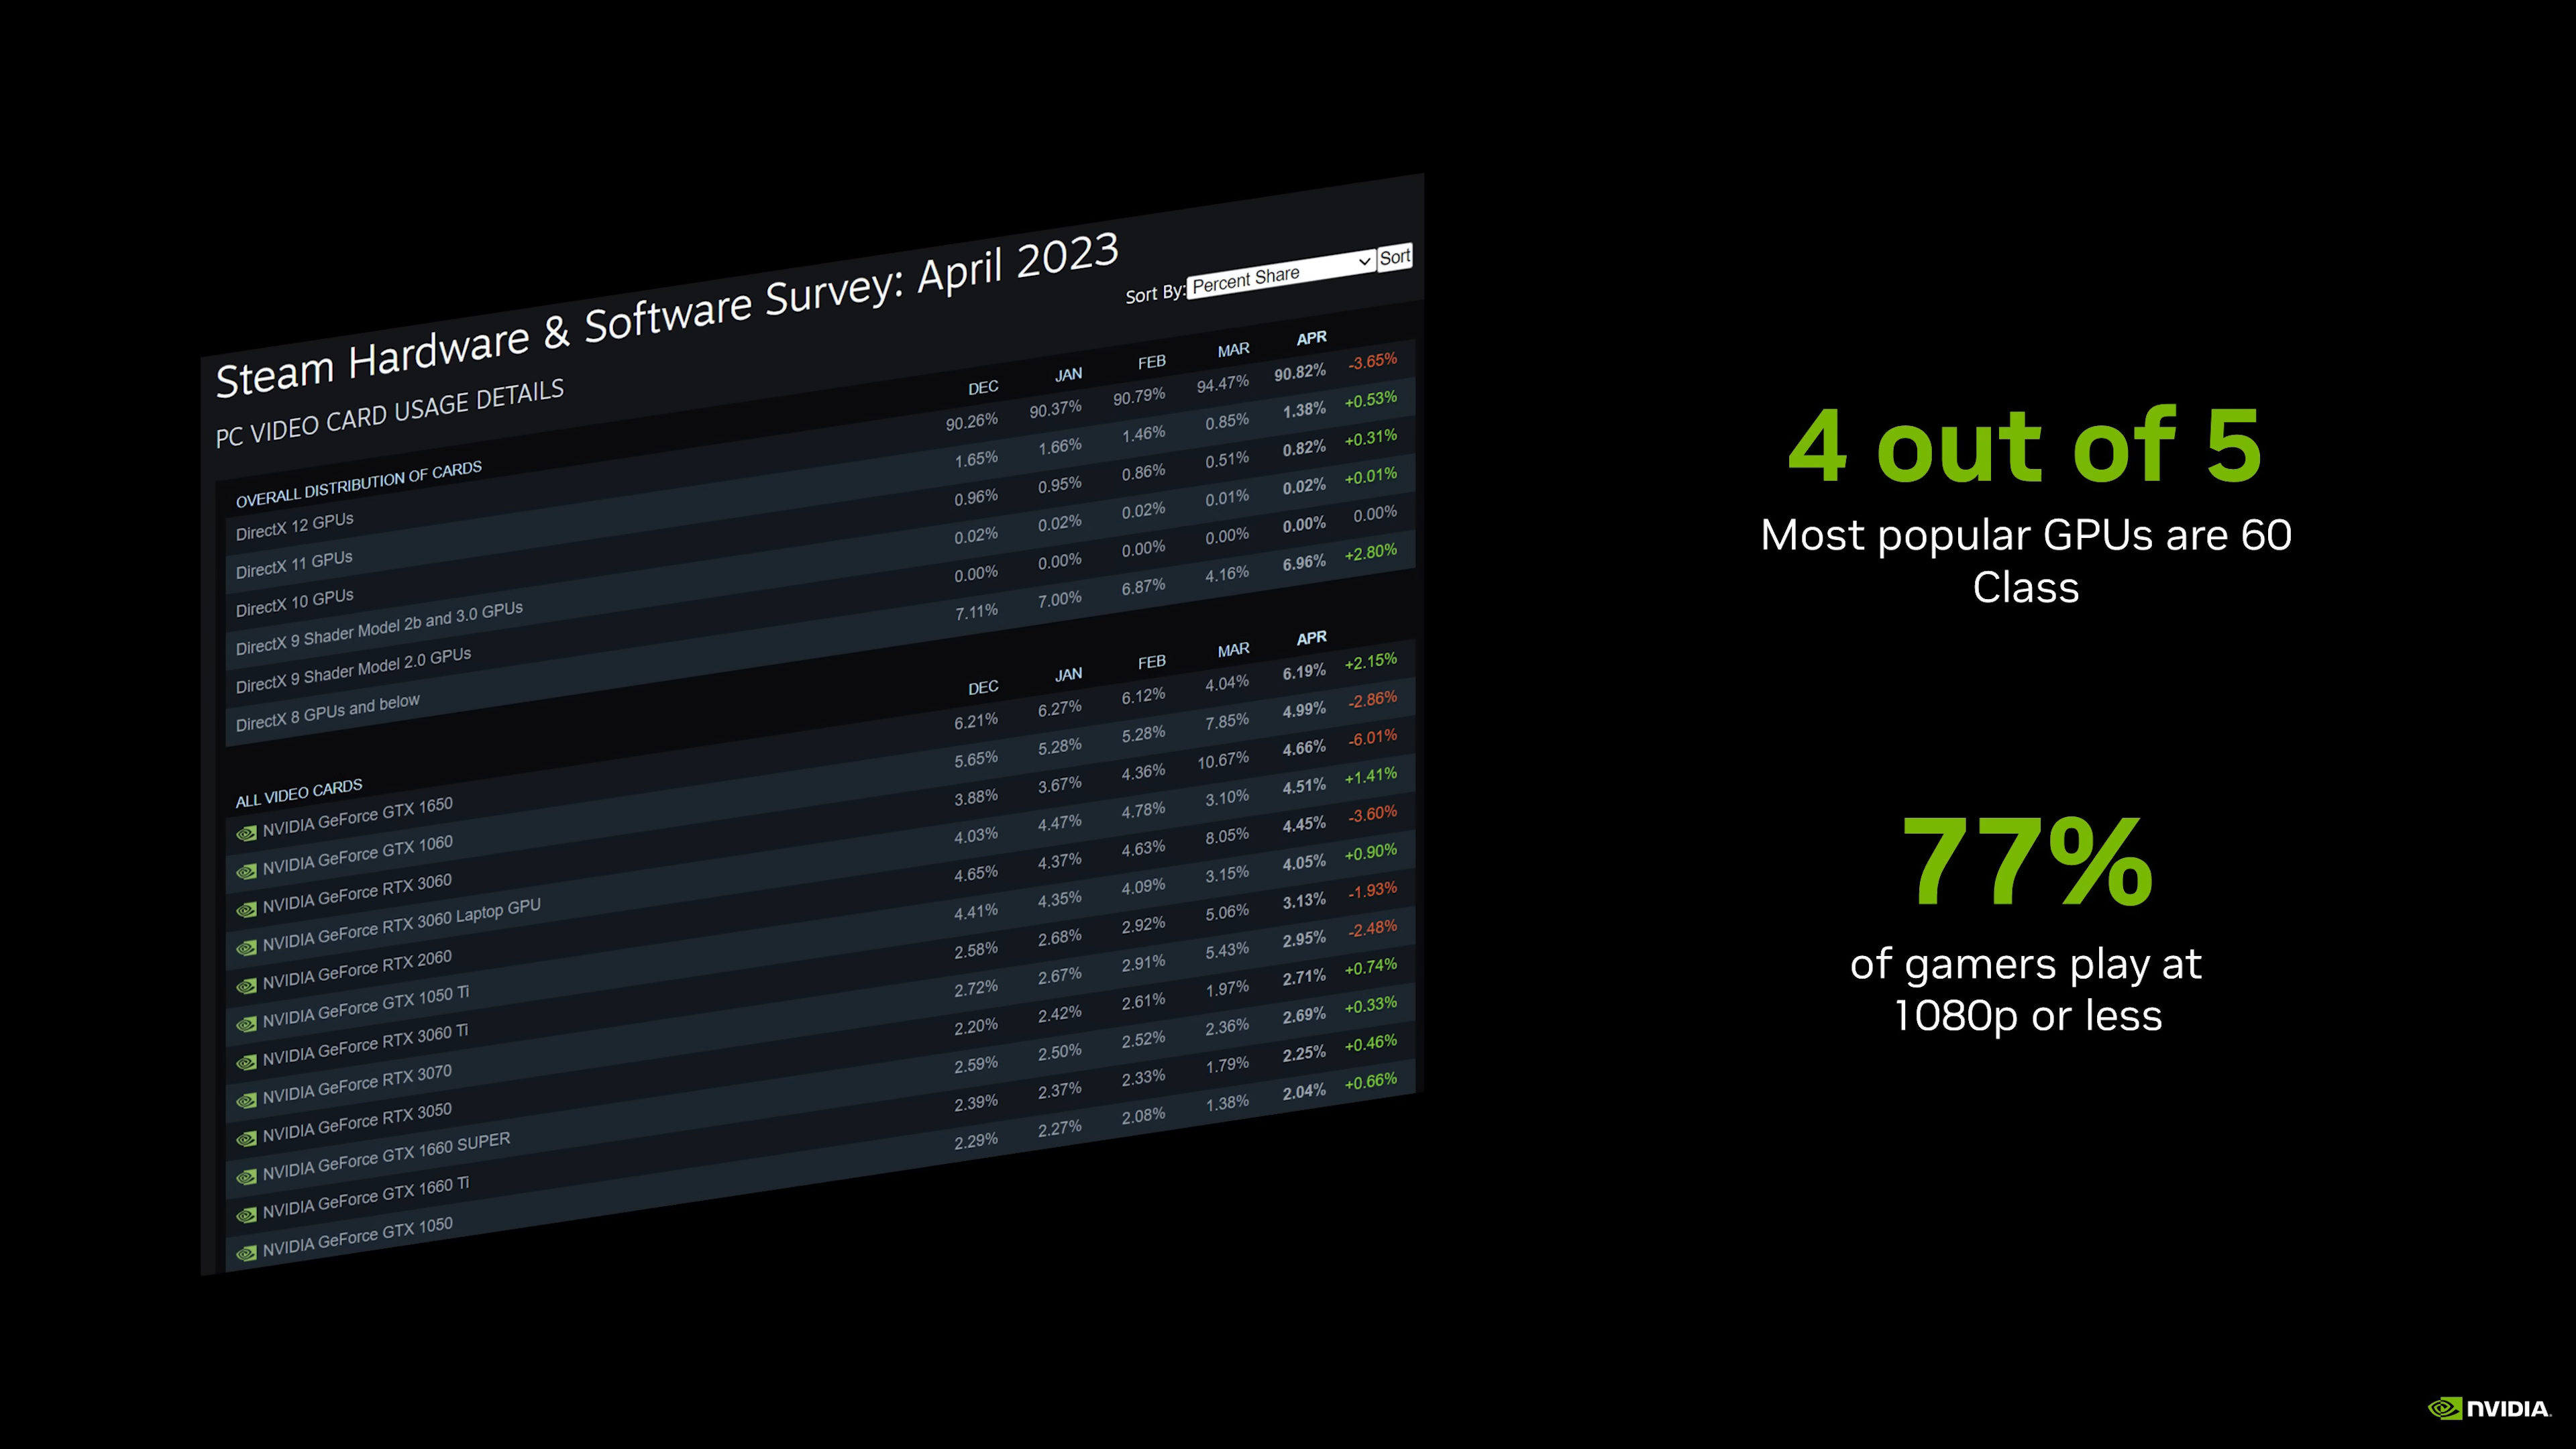 Steam Hardware & Software Survey: April 2023
Sort By: Percent Share Sort
PC VIDEO CARD USAGE DETAILS
OVERALL DISTRIBUTION OF CARDS DEC JAN FEB MAR APR
DirectX 12 GPUs 90.26% 90.37% 90.79% 94.47% 90.82% -3.65%
DirectX 11 GPUs 1.65% 1.66% 1.46% 0.85% 1.38% +0.53%
DirectX 10 GPUs 0.96% 0.95% 0.86% 0.51% 0.82% +0.31%
DirectX 9 Shader Model 2b and 3.0 GPUs 0.02% 0.02% 0.02% 0.01% 0.02% +0.01%
DirectX 9 Shader Model 2.0 GPUs 0.00% 0.00% 0.00% 0.00% 0.00% 0.00%
DirectX 8 GPUs and below 7.11% 7.00% 6.87% 4.16% 6.96% +2.80%
ALL VIDEO CARDS DEC JAN FEB MAR APR
NVIDIA GeForce GTX 1650 6.21% 6.27% 6.12% 4.04% 6.19% +2.15%
NVIDIA GeForce GTX 1060 5.65% 5.28% 5.28% 7.85% 4.99% -2.86%
NVIDIA GeForce RTX 3060 3.88% 3.67% 4.36% 10.67% 4.66% -6.01%
NVIDIA GeForce RTX 3060 Laptop GPU 4.03% 4.47% 4.78% 3.10% 4.51% +1.41%
NVIDIA GeForce RTX 2060 4.65% 4.37% 4.63% 8.05% 4.45% -3.60%
NVIDIA GeForce GTX 1050 Ti 4.41% 4.35% 4.09% 3.15% 4.05% +0.90%
NVIDIA GeForce RTX 3060 Ti 2.58% 2.68% 2.92% 5.06% 3.13% -1.93%
NVIDIA GeForce RTX 3070 2.72% 2.67% 2.91% 5.43% 2.95% -2.48%
NVIDIA GeForce RTX 3050 2.20% 2.42% 2.61% 1.97% 2.71% +0.74%
NVIDIA GeForce GTX 1660 SUPER 2.59% 2.50% 2.52% 2.36% 2.69% +0.33%
NVIDIA GeForce GTX 1660 Ti 2.39% 2.37% 2.33% 1.79% 2.25% +0.46%
NVIDIA GeForce GTX 1050 2.29% 2.27% 2.08% 1.38% 2.04% +0.66%
4 out of 5
Most popular GPUs are 60
Class
77%
of gamers play at
1080p or less
NVIDIA.